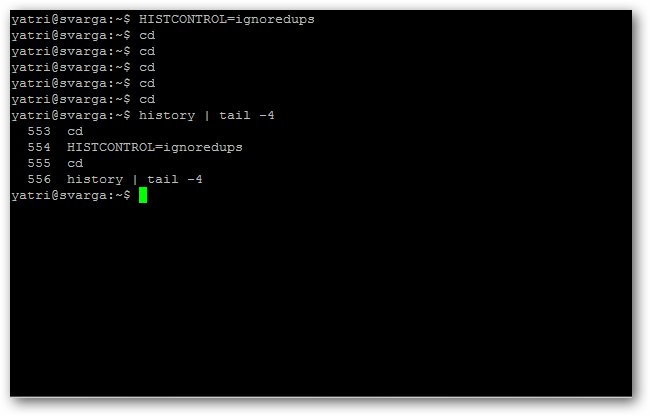 yatri@svarga:~$ HISTCONTROL=ignoredups
yatri@svarga:~$ cd
yatri@svarga:~$ cd
yatri@svarga:~$ cd
yatri@svarga:~$ cd
yatri@svarga:~$ cd
yatri@svarga:~$ history | tail -4
  553  cd
  554  HISTCONTROL=ignoredups
  555  cd
  556  history | tail -4
yatri@svarga:~$